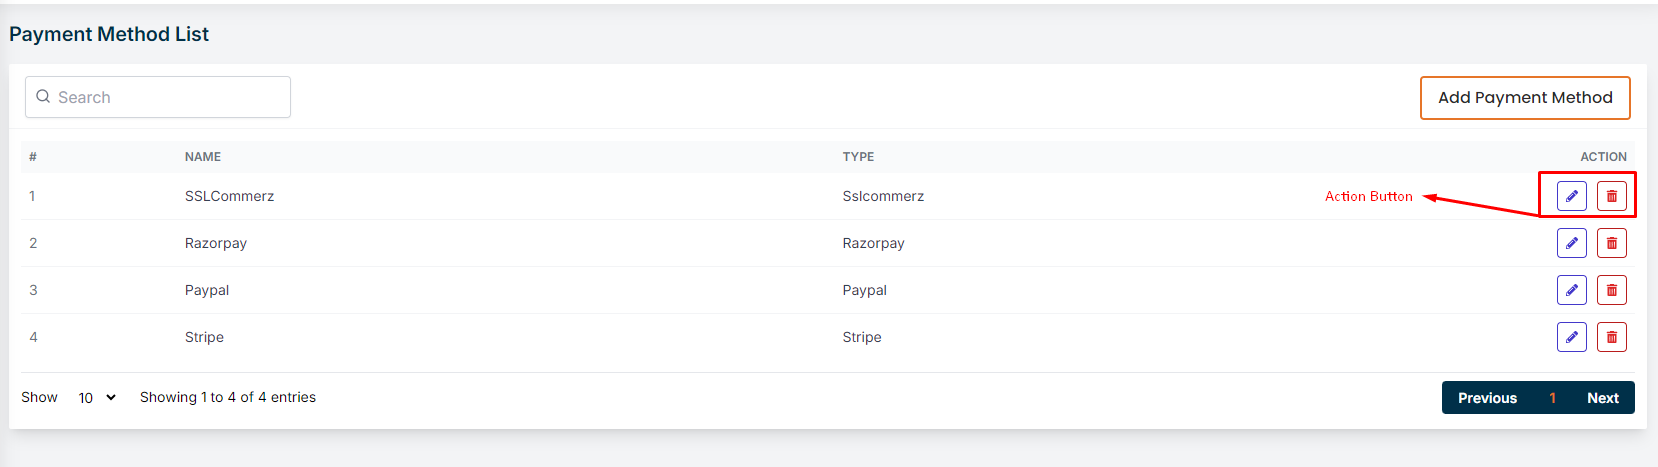 Payment Method List
Search
Add Payment Method
# NAME TYPE ACTION
1 SSLCommerz Sslcommerz Action Button
2 Razorpay Razorpay
3 Paypal Paypal
4 Stripe Stripe
Show 10 Showing 1 to 4 of 4 entries Previous 1 Next